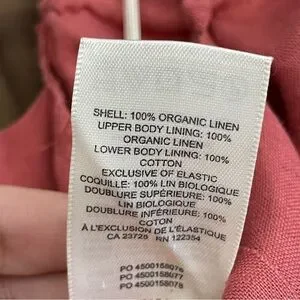 SHELL: 100% ORGANIC LINEN
UPPER BODY LINING: 100%
ORGANIC LINEN
LOWER BODY LINING: 100%
COTTON
EXCLUSIVE OF ELASTIC
COQUILLE: 100% LIN BIOLOGIQUE
DOUBLURE SUPÉRIEURE: 100%
LIN BIOLOGIQUE
DOUBLURE INFÉRIEURE: 100%
COTON
À L'EXCLUSION DE L'ÉLASTIQUE
CA 23725 RN 122354
PO 4500158076
PO 4500158077
PO 4500158078